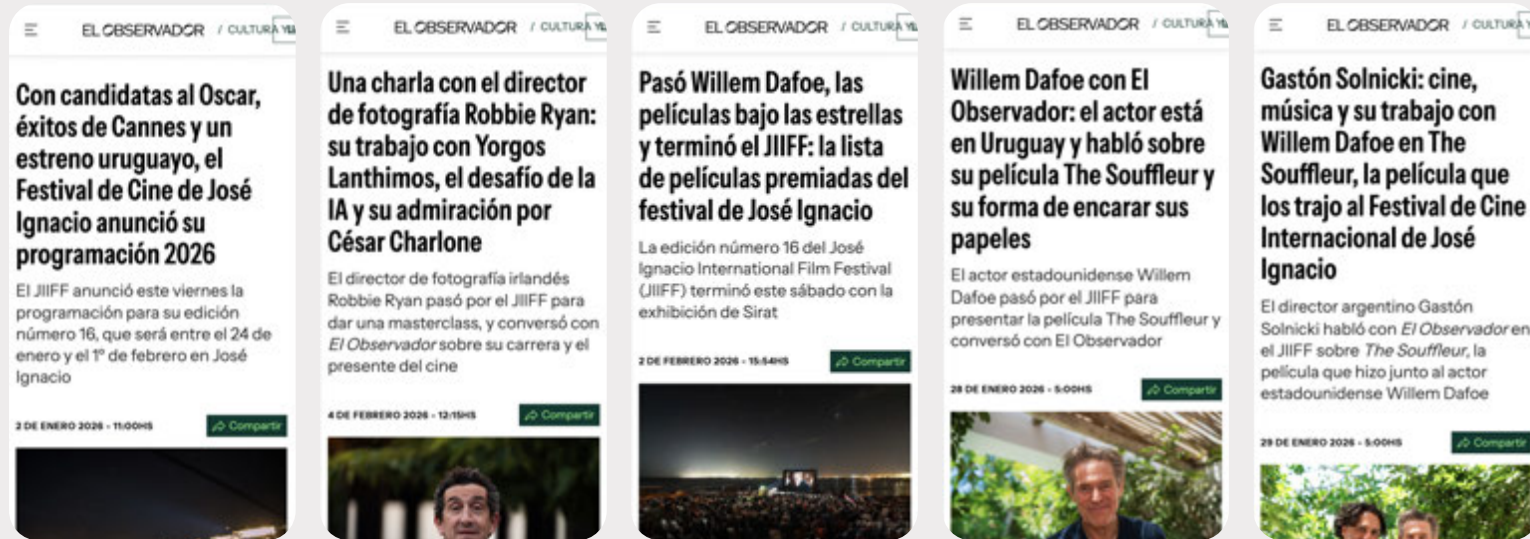 EL OBSERVADOR / CULTURA
Con candidatas al Oscar,
éxitos de Cannes y un
estreno uruguayo, el
Festival de Cine de José
Ignacio anunció su
programación 2026
El JIIFF anunció este viernes la
programación para su edición
número 16, que será entre el 24 de
enero y el 1º de febrero en José
Ignacio
2 DE ENERO 2026 - 11:00HS
Compartir
EL OBSERVADOR / CULTURA
Una charla con el director
de fotografía Robbie Ryan:
su trabajo con Yorgos
Lanthimos, el desafío de la
IA y su admiración por
César Charlone
El director de fotografía irlandés
Robbie Ryan pasó por el JIIFF para
dar una masterclass, y conversó con
El Observador sobre su carrera y el
presente del cine
4 DE FEBRERO 2026 - 12:15HS
Compartir
EL OBSERVADOR / CULTURA
Pasó Willem Dafoe, las
películas bajo las estrellas
y terminó el JIIFF: la lista
de películas premiadas del
festival de José Ignacio
La edición número 16 del José
Ignacio International Film Festival
(JIIFF) terminó este sábado con la
exhibición de Sirat
2 DE FEBRERO 2026 - 15:54HS
Compartir
EL OBSERVADOR / CULTURA
Willem Dafoe con El
Observador: el actor está
en Uruguay y habló sobre
su película The Souffleur y
su forma de encarar sus
papeles
El actor estadounidense Willem
Dafoe pasó por el JIIFF para
presentar la película The Souffleur y
conversó con El Observador
28 DE ENERO 2026 - 5:00HS
Compartir
EL OBSERVADOR / CULTURA
Gastón Solnicki: cine,
música y su trabajo con
Willem Dafoe en The
Souffleur, la película que
los trajo al Festival de Cine
Internacional de José
Ignacio
El director argentino Gastón
Solnicki habló con El Observador en
el JIIFF sobre The Souffleur, la
película que hizo junto al actor
estadounidense Willem Dafoe
29 DE ENERO 2026 - 5:00HS
Compartir